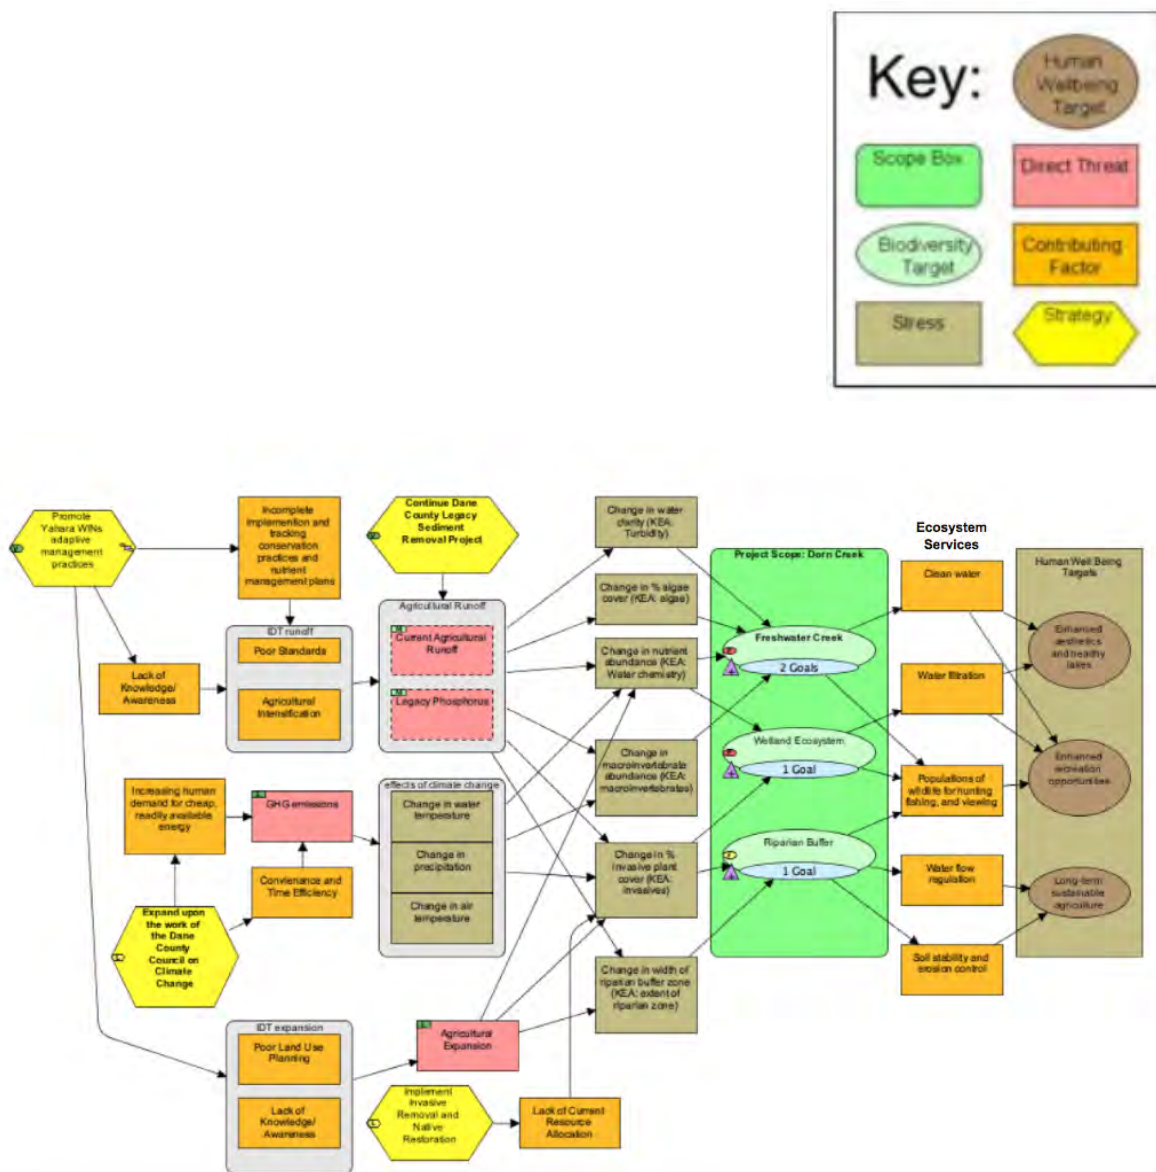 Key:
Human
Wellbeing
Target
Scope Box
Direct Threat
Biodiversity
Target
Contributing
Factor
Stress
Strategy
Promote
Yahara WINs
adaptive
management
practices
Incomplete
implemention and
tracking
conservation
practices and
nutrient
management plans
Continue Dane
County Legacy
Sediment
Removal Project
Change in water
clarity (KEA:
Turbidity)
Ecosystem
Services
Project Scope: Dorn Creek
Human Well Being
Targets
Clean water
Change in % algae
cover (KEA: algae)
Agricultural Runoff
IDT runoff
Poor Standards
Current Agricultural
Runoff
Freshwater Creek
2 Goals
Enhanced
aesthetics
and healthy
lakes
Change in nutrient
abundance (KEA:
Water chemistry)
Lack of
Knowledge/
Awareness
Agricultural
Intensification
Legacy Phosphorus
Water filtration
Wetland Ecosystem
1 Goal
Change in
macroinvertebrate
abundance (KEA:
macroinvertebrates)
Enhanced
recreation
opportunities
effects of climate change
Increasing human
demand for cheap,
readily available
energy
GHG emissions
Change in water
temperature
Populations of
wildlife for hunting
fishing, and viewing
Riparian Buffer
1 Goal
Change in
precipitation
Change in %
invasive plant
cover (KEA:
invasives)
Water flow
regulation
Convienance and
Time Efficiency
Long-term
sustainable
agriculture
Change in air
temperature
Expand upon
the work of
the Dane
County
Council on
Climate
Change
Soil stability and
erosion control
Change in width of
riparian buffer zone
(KEA: extent of
riparian zone)
IDT expansion
Poor Land Use
Planning
Agricultural
Expansion
Lack of
Knowledge/
Awareness
Implement
Invasive
Removal and
Native
Restoration
Lack of Current
Resource
Allocation